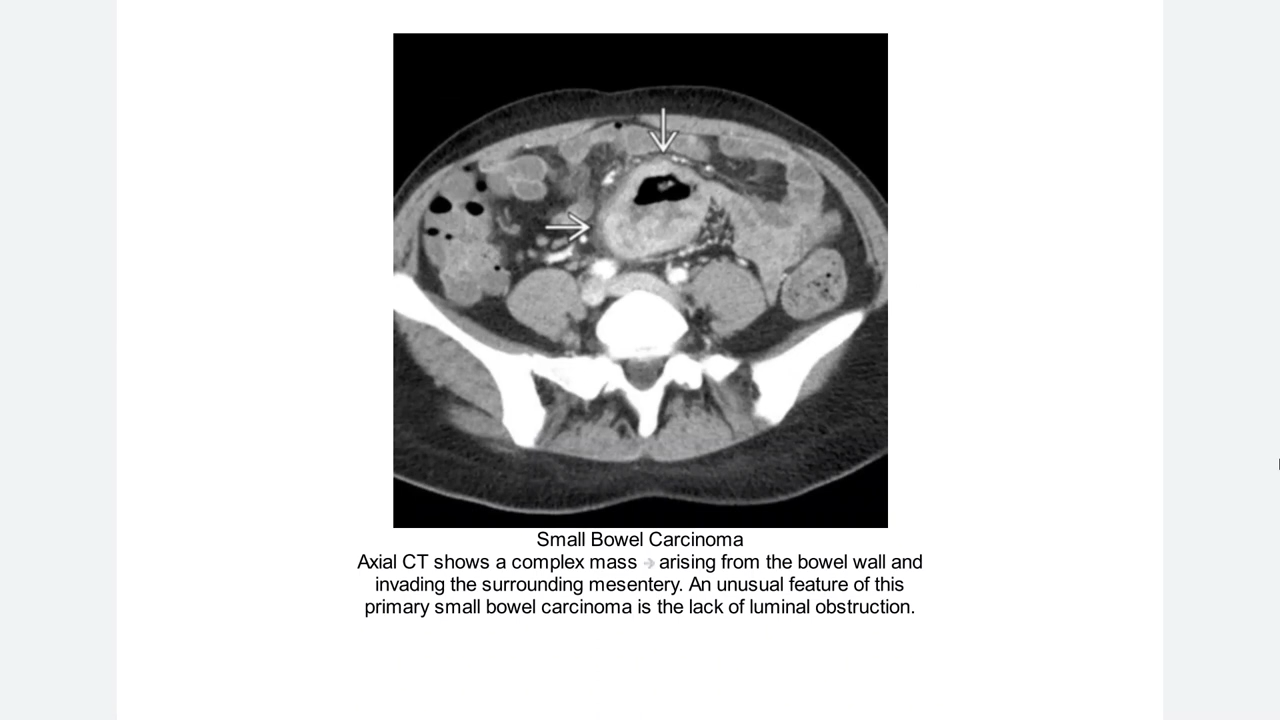 Small Bowel Carcinoma
Axial CT shows a complex mass arising from the bowel wall and
invading the surrounding mesentery. An unusual feature of this
primary small bowel carcinoma is the lack of luminal obstruction.